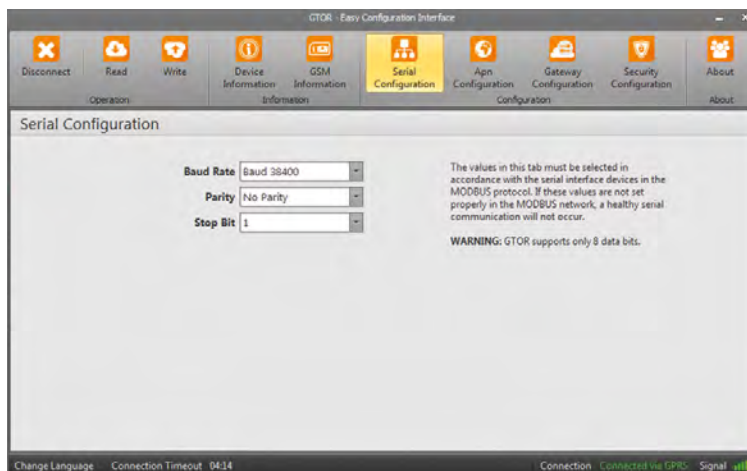 GTOR - Easy Configuration Interface
Disconnect
Read
Write
Device Information
GSM Information
Serial Configuration
Apn Configuration
Gateway Configuration
Security Configuration
About
Operation
Information
Configuration
About
Serial Configuration
Baud Rate Baud 38400
Parity No Parity
Stop Bit 1
The values in this tab must be selected in
accordance with the serial interface devices in the
MODBUS protocol. If these values are not set
properly in the MODBUS network, a healthy serial
communication will not occur.
WARNING: GTOR supports only 8 data bits.
Change Language Connection Timeout 04:14 Connection Connected via GPRS Signal